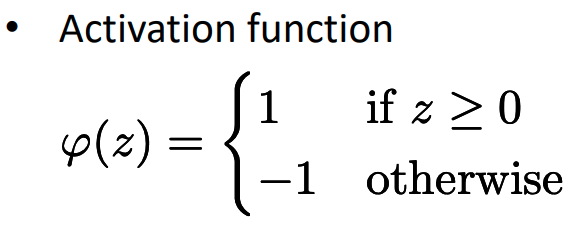 • Activation function
φ(z) = { 1 if z ≥ 0
−1 otherwise